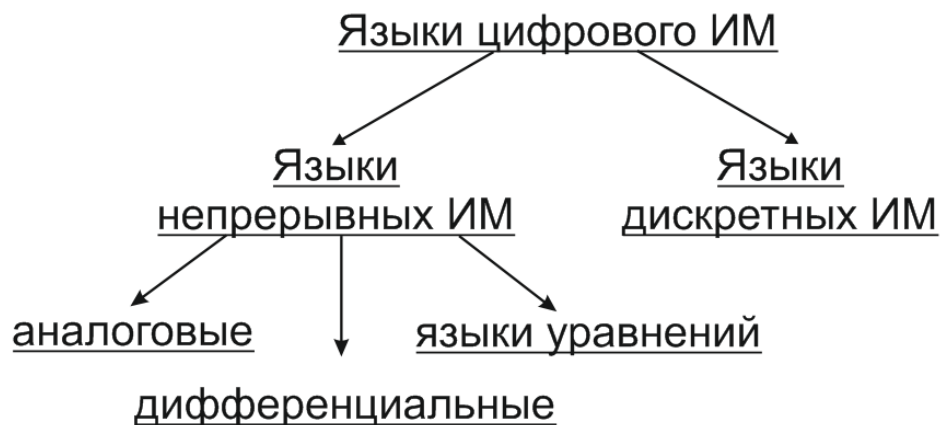 Языки цифрового ИМ
Языки
непрерывных ИМ
Языки
дискретных ИМ
аналоговые
языки уравнений
дифференциальные